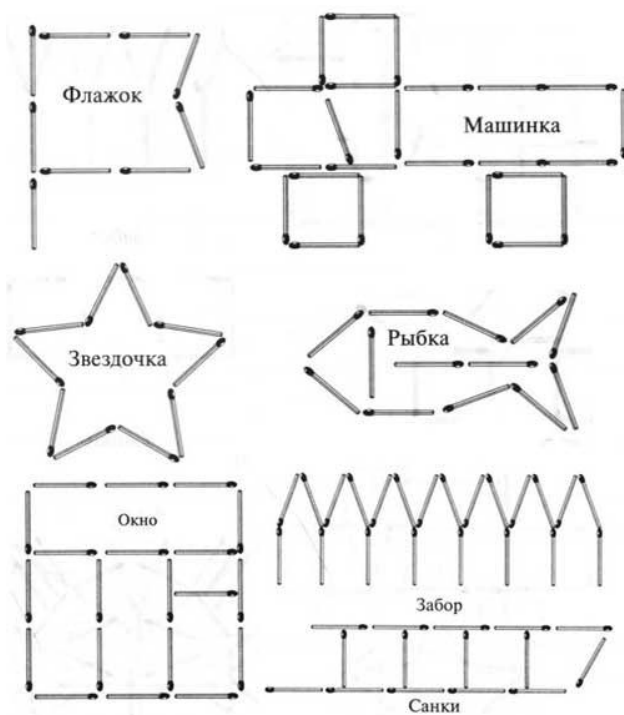 Флажок
Машинка
Звездочка
Рыбка
Окно
Забор
Санки